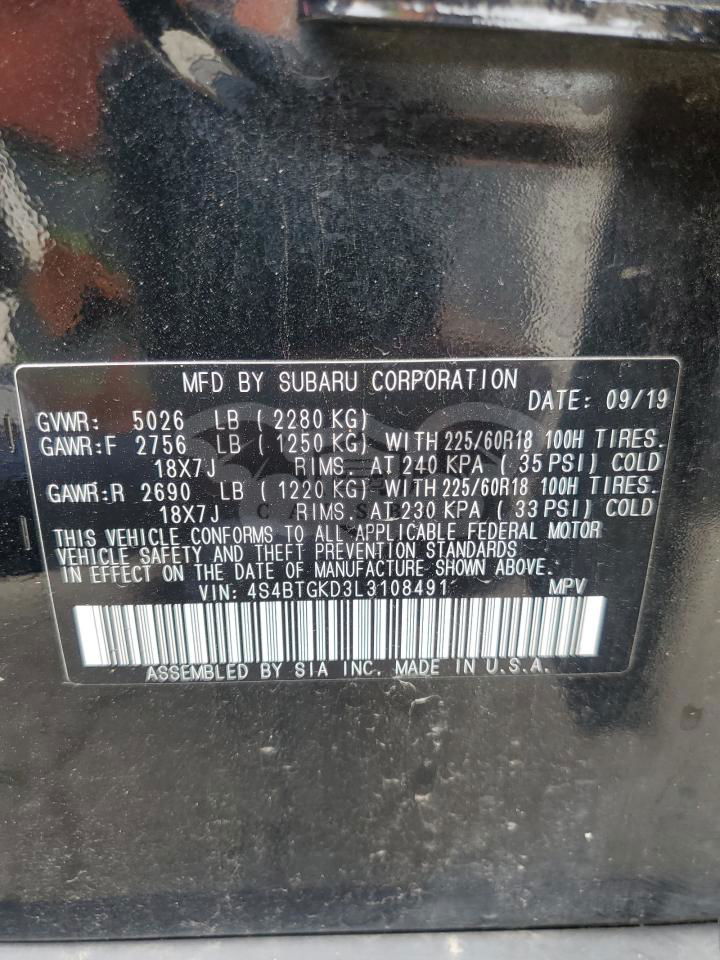 MFD BY SUBARU CORPORATION
DATE: 09/19
GVWR: 5026 LB ( 2280 KG)
GAWR:F 2756 LB ( 1250 KG) WITH 225/60R18 100H TIRES.
18X7J RIMS. AT 240 KPA ( 35 PSI) COLD
GAWR:R 2690 LB ( 1220 KG) WITH 225/60R18 100H TIRES.
18X7J RIMS. AT 230 KPA ( 33 PSI) COLD
THIS VEHICLE CONFORMS TO ALL APPLICABLE FEDERAL MOTOR
VEHICLE SAFETY AND THEFT PREVENTION STANDARDS
IN EFFECT ON THE DATE OF MANUFACTURE SHOWN ABOVE.
VIN: 4S4BTGKD3L3108491 MPV
ASSEMBLED BY SIA INC. MADE IN U.S.A.